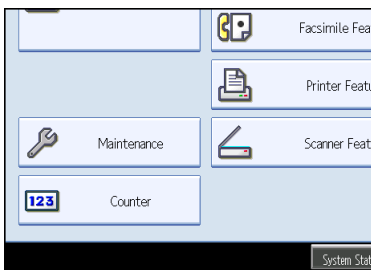 Facsimile Fea
Printer Featu
Maintenance
Scanner Feat
123
Counter
System Stat